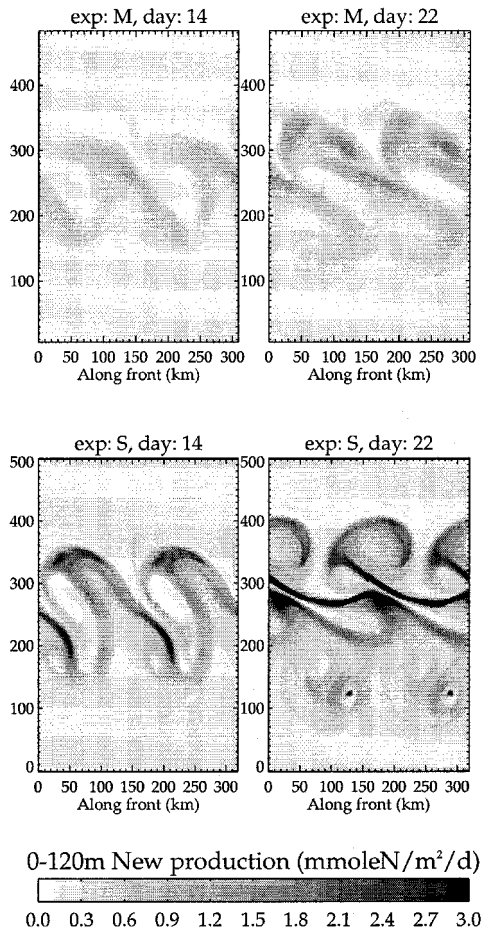 exp: M, day: 14
exp: M, day: 22
400
300
200
100
0 50 100 150 200 250 300
0 50 100 150 200 250 300
Along front (km)
Along front (km)
exp: S, day: 14
exp: S, day: 22
500
500
400
400
300
300
200
200
100
100
0
0
0 50 100 150 200 250 300
0 50 100 150 200 250 300
Along front (km)
Along front (km)
0-120m New production (mmoleN/m²/d)
0.0 0.3 0.6 0.9 1.2 1.5 1.8 2.1 2.4 2.7 3.0